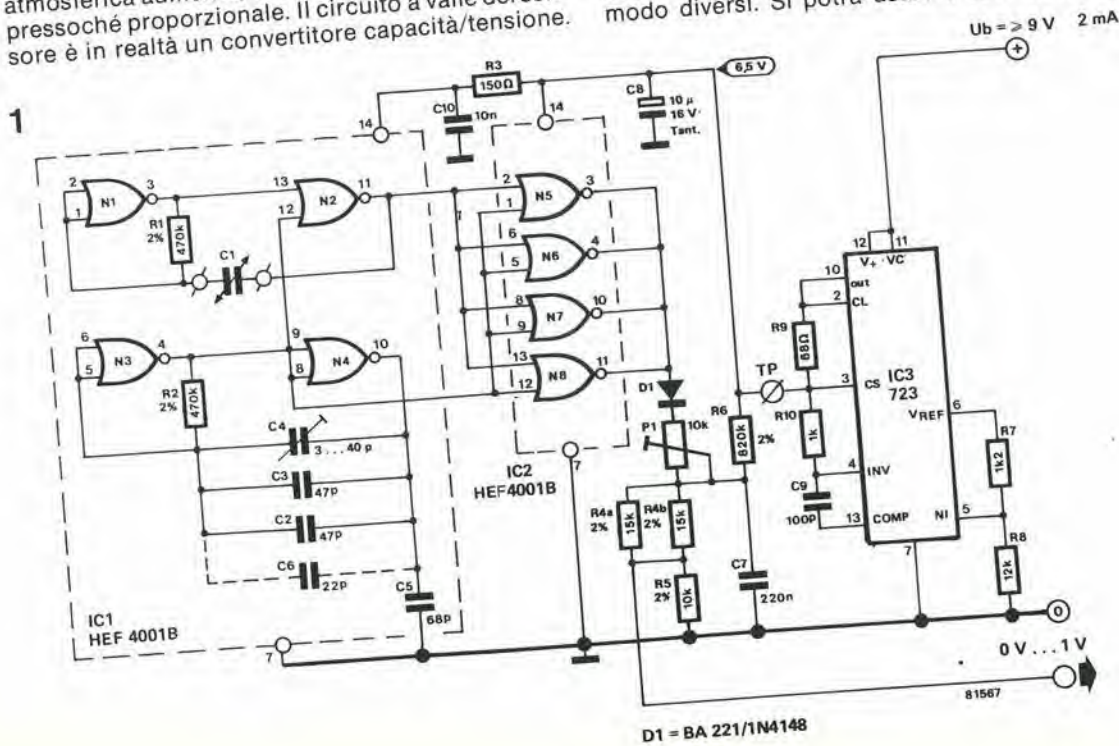 pressoché proporzionale. Il circuito a valle del
sore è in realtà un convertitore capacità/tensione.
modo diversi. Si potrà
Ub = ≥ 9 V 2 mA
1
R3
150Ω
6,5 V
C10
10n
C8
10 µ
16 V
Tant.
14
14
2
1
N1
3
13
12
N2
11
R1
2%
470k
C1
2
1
N5
3
6
5
N6
4
8
9
N7
10
13
12
N8
11
6
5
N3
4
9
8
N4
10
R2
2%
470k
C4
3 ... 40 p
C3
47p
C2
47p
C6
22p
C5
68p
IC1
HEF 4001B
7
7
IC2
HEF4001B
D1
P1
10k
R6
820k
2%
TP
R4a
2%
15k
R4b
2%
15k
R5
2%
10k
C7
220n
12
11
V+
VC
10
out
2
CL
R9
68Ω
3
CS
IC3
723
R10
1k
VREF
6
R7
1k2
4
INV
C9
100p
13
COMP
NI
5
7
R8
12k
0
0 V ... 1 V
81567
D1 = BA 221/1N4148